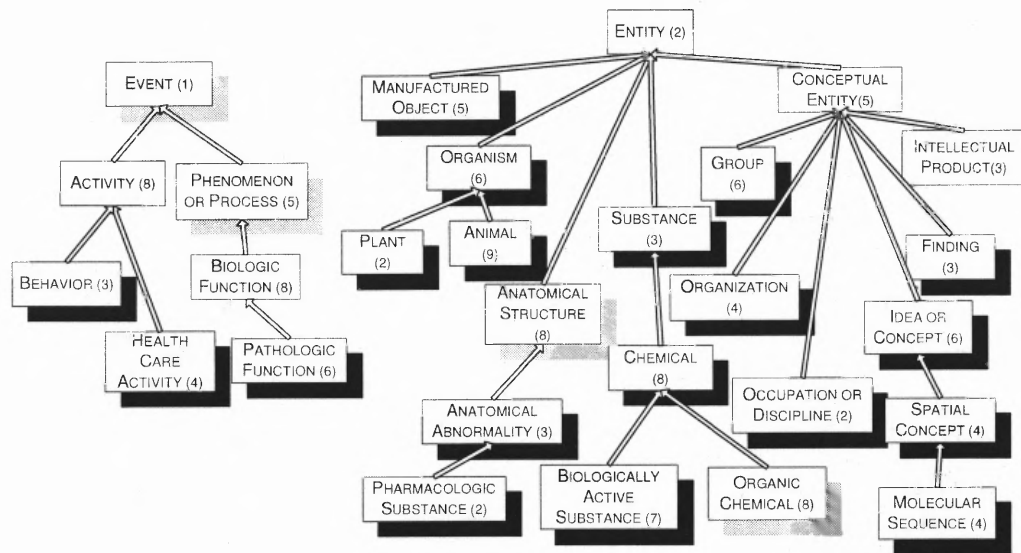 EVENT (1)
ACTIVITY (8)
PHENOMENON
OR PROCESS (5)
BEHAVIOR (3)
BIOLOGIC
FUNCTION (8)
HEALTH
CARE
ACTIVITY (4)
PATHOLOGIC
FUNCTION (6)
ENTITY (2)
MANUFACTURED
OBJECT (5)
CONCEPTUAL
ENTITY (5)
ORGANISM
(6)
GROUP
(6)
INTELLECTUAL
PRODUCT (3)
PLANT
(2)
ANIMAL
(9)
SUBSTANCE
(3)
FINDING
(3)
ANATOMICAL
STRUCTURE
(8)
ORGANIZATION
(4)
IDEA OR
CONCEPT (6)
CHEMICAL
(8)
OCCUPATION OR
DISCIPLINE (2)
ANATOMICAL
ABNORMALITY (3)
SPATIAL
CONCEPT (4)
PHARMACOLOGIC
SUBSTANCE (2)
BIOLOGICALLY
ACTIVE
SUBSTANCE (7)
ORGANIC
CHEMICAL (8)
MOLECULAR
SEQUENCE (4)